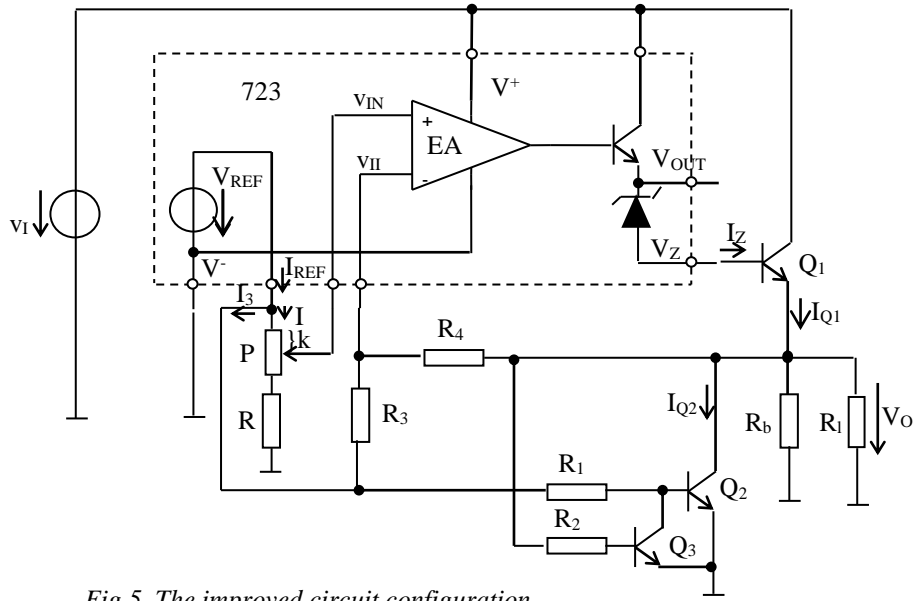 723
V+
vIN
+
EA
vII
-
VREF
VOUT
vI
VZ
IZ
Q1
V-
IREF
I3
I
IQ1
}k
P
R4
R
R3
IQ2
Rb
Rl
VO
R1
Q2
R2
Q3
Fig 5. The improved circuit configuration